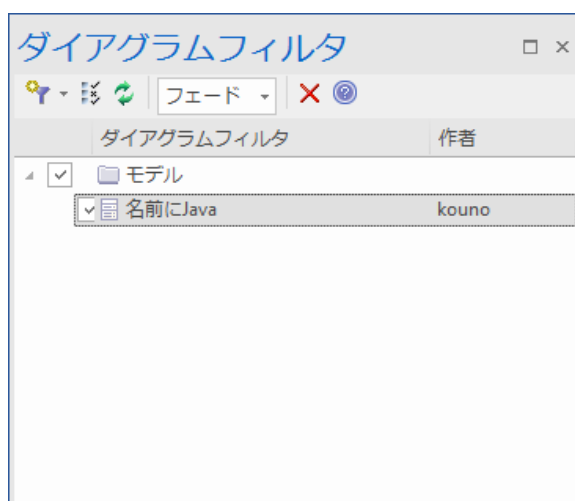 ダイアグラムフィルタ
フェード
ダイアグラムフィルタ 作者
モデル
名前にJava kouno